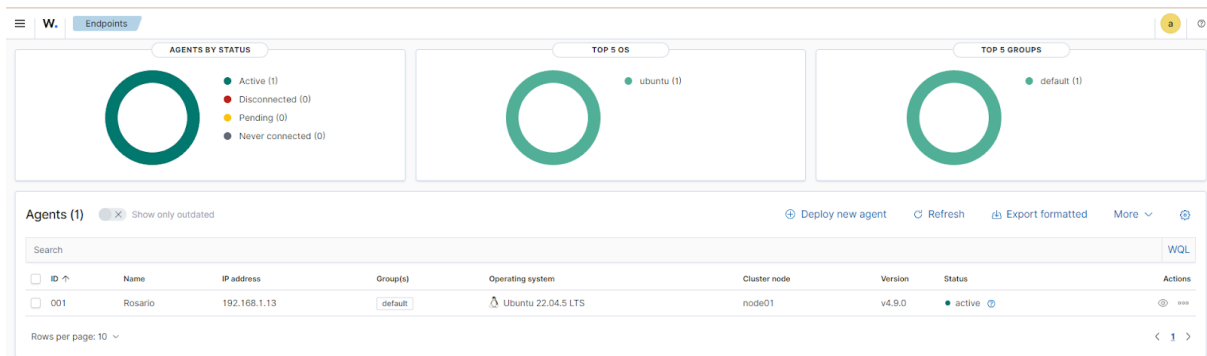 W. Endpoints a
AGENTS BY STATUS
Active (1)
Disconnected (0)
Pending (0)
Never connected (0)
TOP 5 OS
ubuntu (1)
TOP 5 GROUPS
default (1)
Agents (1) Show only outdated Deploy new agent Refresh Export formatted More
Search WQL
ID Name IP address Group(s) Operating system Cluster node Version Status Actions
001 Rosario 192.168.1.13 default Ubuntu 22.04.5 LTS node01 v4.9.0 active
Rows per page: 10 1